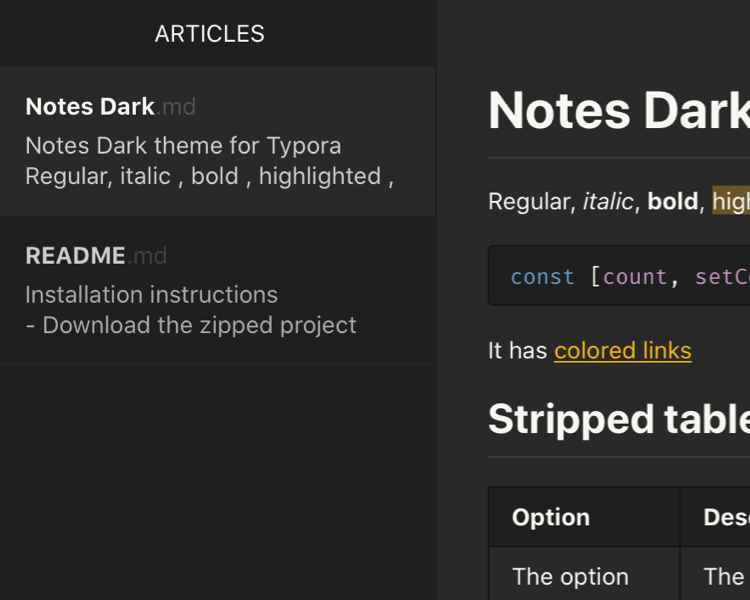 ARTICLES
Notes Dark.md
Notes Dark theme for Typora
Regular, italic , bold , highlighted ,
README.md
Installation instructions
- Download the zipped project
Notes Dark
Regular, italic, bold, high
const [count, setC
It has colored links
Stripped table
Option Desc
The option The